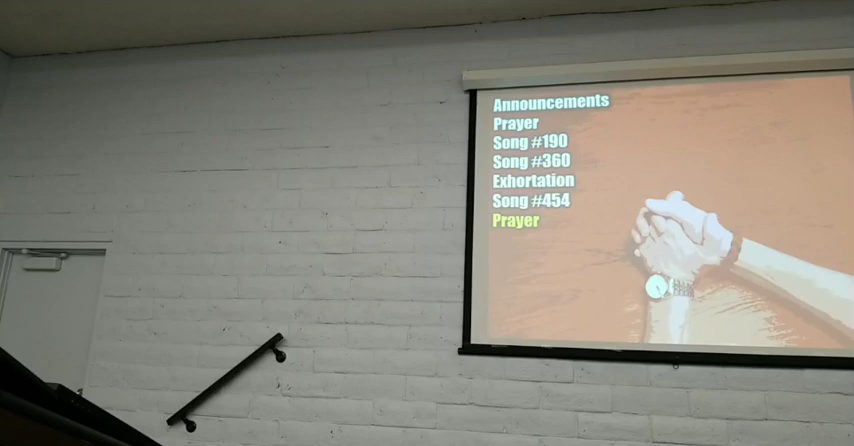 Announcements
Prayer
Song #190
Song #360
Exhortation
Song #454
Prayer